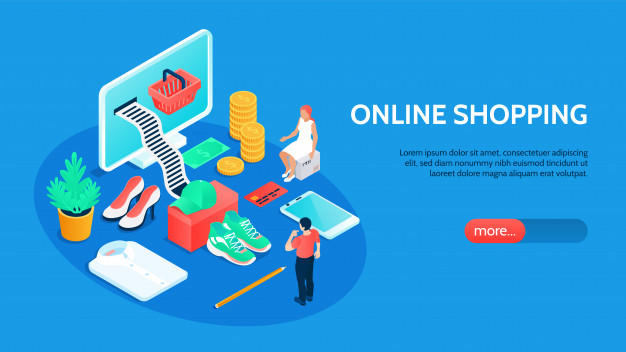 ONLINE SHOPPING
Lorem ipsum dolor sit amet, consectetuer adipiscing
elit, sed diam nonummy nibh euismod tincidunt ut
laoreet dolore magna aliquam erat volutpat.
more...